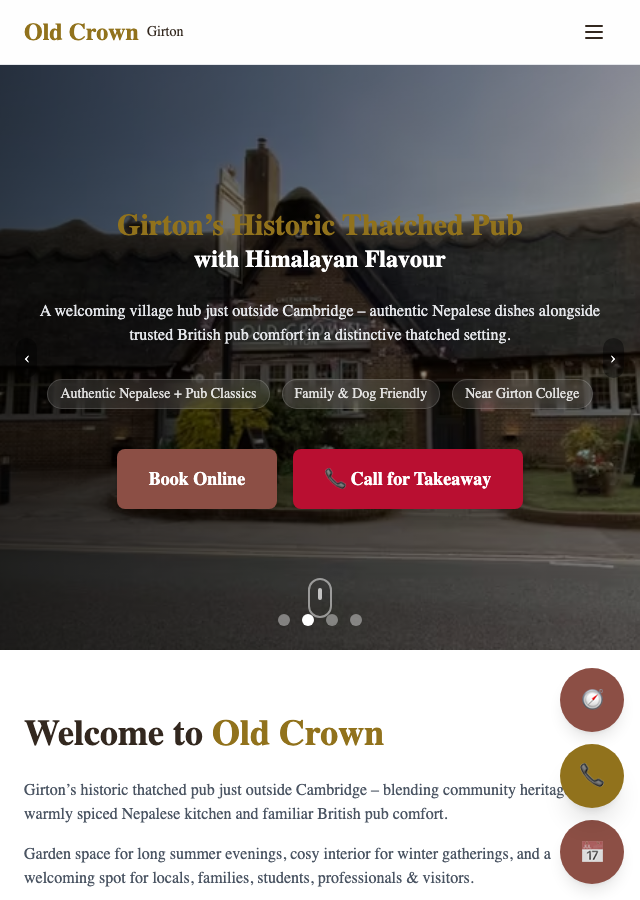 Old Crown Girton
Girton's Historic Thatched Pub
with Himalayan Flavour
A welcoming village hub just outside Cambridge – authentic Nepalese dishes alongside
trusted British pub comfort in a distinctive thatched setting.
‹ ›
Authentic Nepalese + Pub Classics Family & Dog Friendly Near Girton College
Book Online 📞 Call for Takeaway
Welcome to Old Crown
Girton's historic thatched pub just outside Cambridge – blending community
warmly spiced Nepalese kitchen and familiar British pub comfort.
Garden space for long summer evenings, cosy interior for winter gatherings, and a
welcoming spot for locals, families, students, professionals & visitors.
17